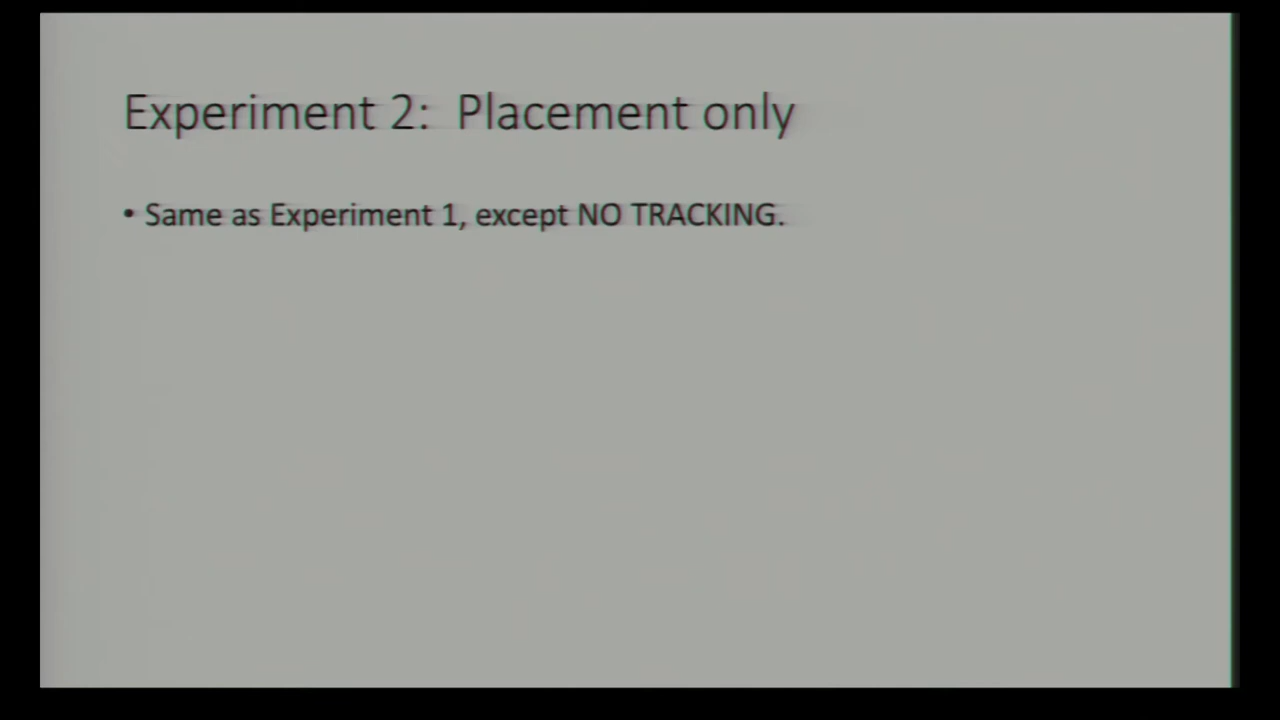 Experiment 2: Placement only
• Same as Experiment 1, except NO TRACKING.